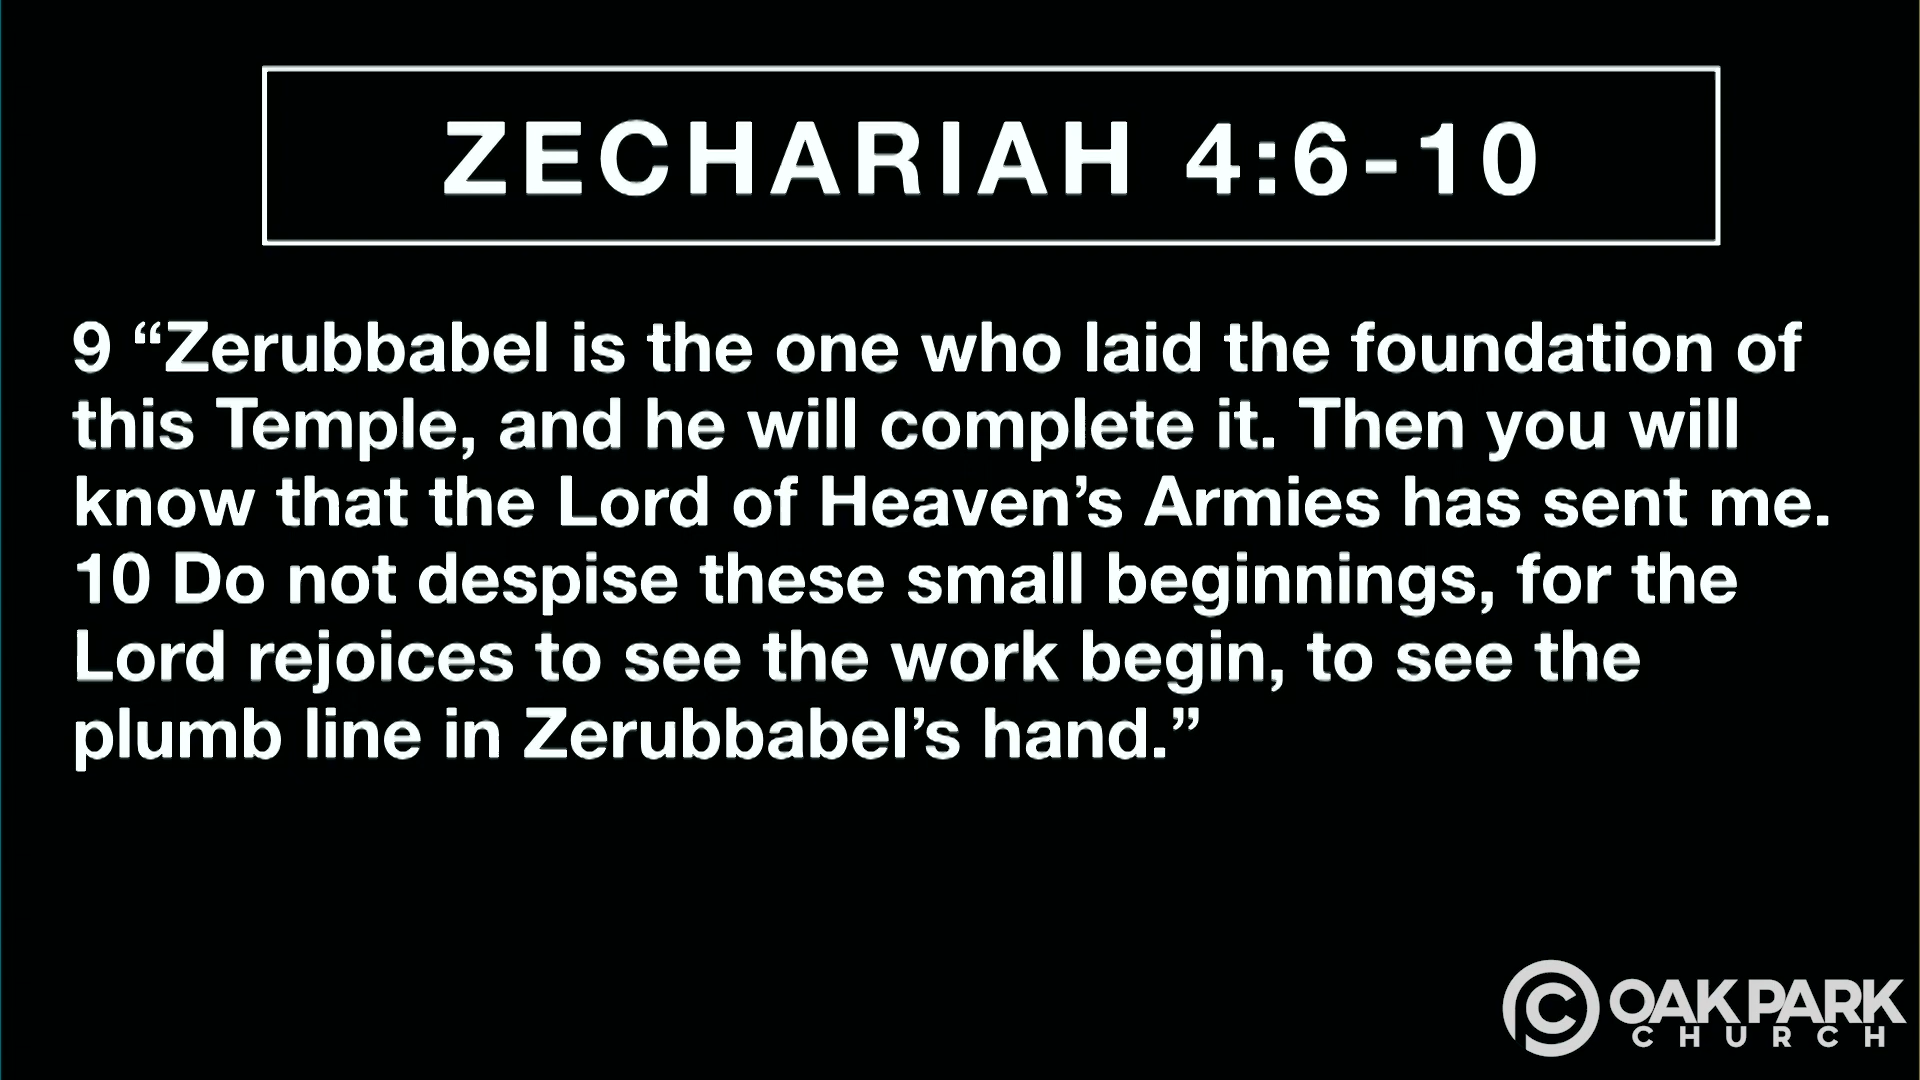 ZECHARIAH 4:6-10
9 “Zerubbabel is the one who laid the foundation of
this Temple, and he will complete it. Then you will
know that the Lord of Heaven’s Armies has sent me.
10 Do not despise these small beginnings, for the
Lord rejoices to see the work begin, to see the
plumb line in Zerubbabel’s hand.”
OAK PARK
CHURCH